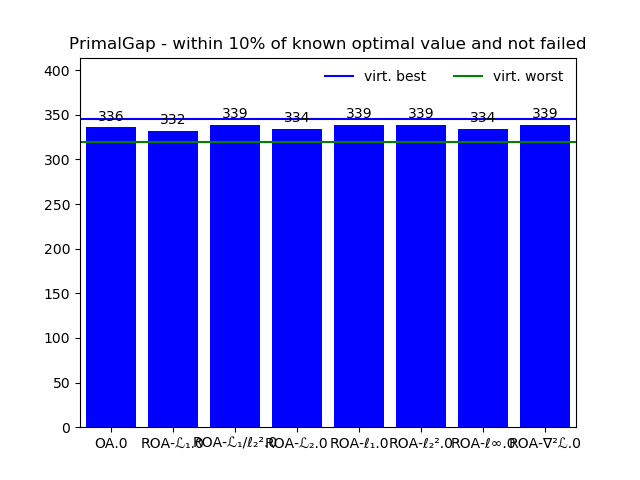 PrimalGap - within 10% of known optimal value and not failed
400
350
300
250
200
150
100
50
0
virt. best
virt. worst
336
332
339
334
339
339
334
339
OA.0
ROA-ℒ₁.0
ROA-ℒ₁/ℓ₂².0
ROA-ℒ₂.0
ROA-ℓ₁.0
ROA-ℓ₂².0
ROA-ℓ∞.0
ROA-∇²ℒ.0